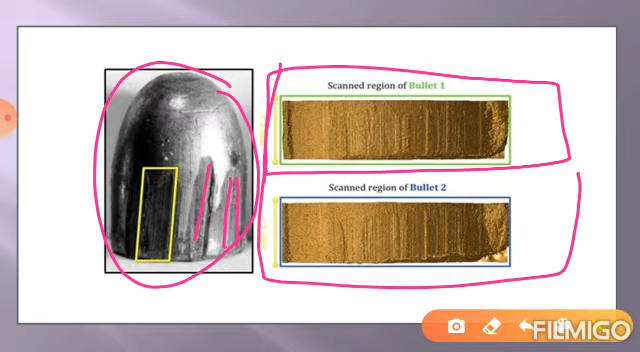 Scanned region of Bullet 1
Scanned region of Bullet 2
FILMIGO